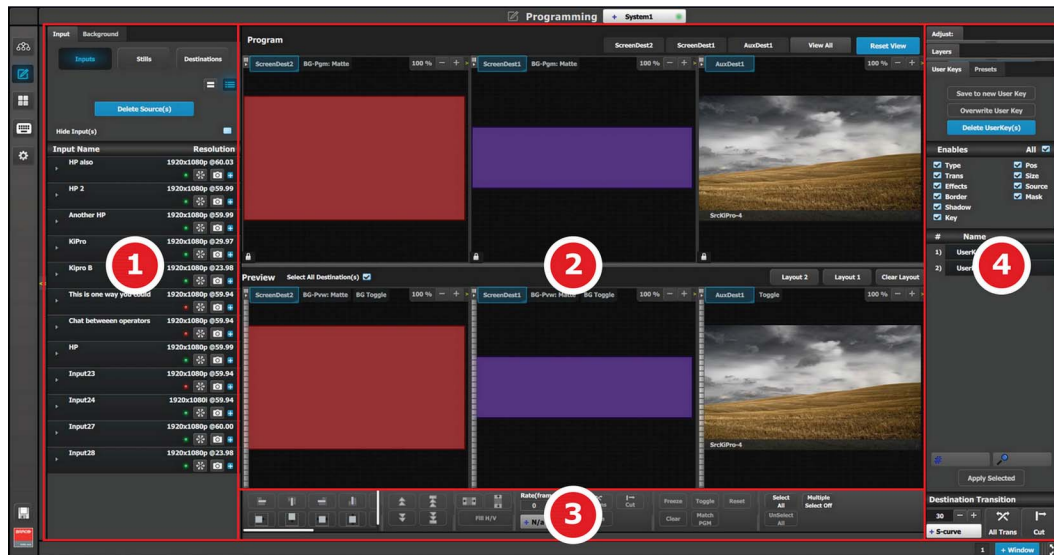 Programming
+ System1
Input Background
Inputs Stills Destinations
Delete Source(s)
Hide Input(s)
Input Name Resolution
HP also 1920x1080p @60.03
HP 2 1920x1080p @59.99
Another HP 1920x1080p @59.99
KiPro 1920x1080p @29.97
Kipro B 1920x1080p @23.98
This is one way you could 1920x1080p @59.94
Chat betweeen operators 1920x1080p @59.94
HP 1920x1080p @59.99
Input23 1920x1080p @59.94
Input24 1920x1080i @59.94
Input27 1920x1080p @60.00
Input28 1920x1080p @23.98
1
Program
ScreenDest2 ScreenDest1 AuxDest1 View All Reset View
ScreenDest2 BG-Pgm: Matte 100 % − +
ScreenDest1 BG-Pgm: Matte 100 % − +
AuxDest1 100 % − +
SrcKiPro-4
2
Preview Select All Destination(s) Layout 2 Layout 1 Clear Layout
ScreenDest2 BG-Pvw: Matte BG Toggle 100 % − +
ScreenDest1 BG-Pvw: Matte BG Toggle 100 % − +
AuxDest1 Toggle 100 % − +
SrcKiPro-4
Fill H/V
Rate(fram
0
+ N/a
3
Cut
Freeze Toggle Reset
Clear Match PGM
Select All
UnSelect All
Multiple Select Off
Adjust:
Layers
User Keys Presets
Save to new User Key
Overwrite User Key
Delete UserKey(s)
Enables All
Type Pos
Trans Size
Effects Source
Border Mask
Shadow
Key
# Name
1)
2)
4
#
Apply Selected
Destination Transition
30 − +
+ S-curve All Trans Cut
1 + Window